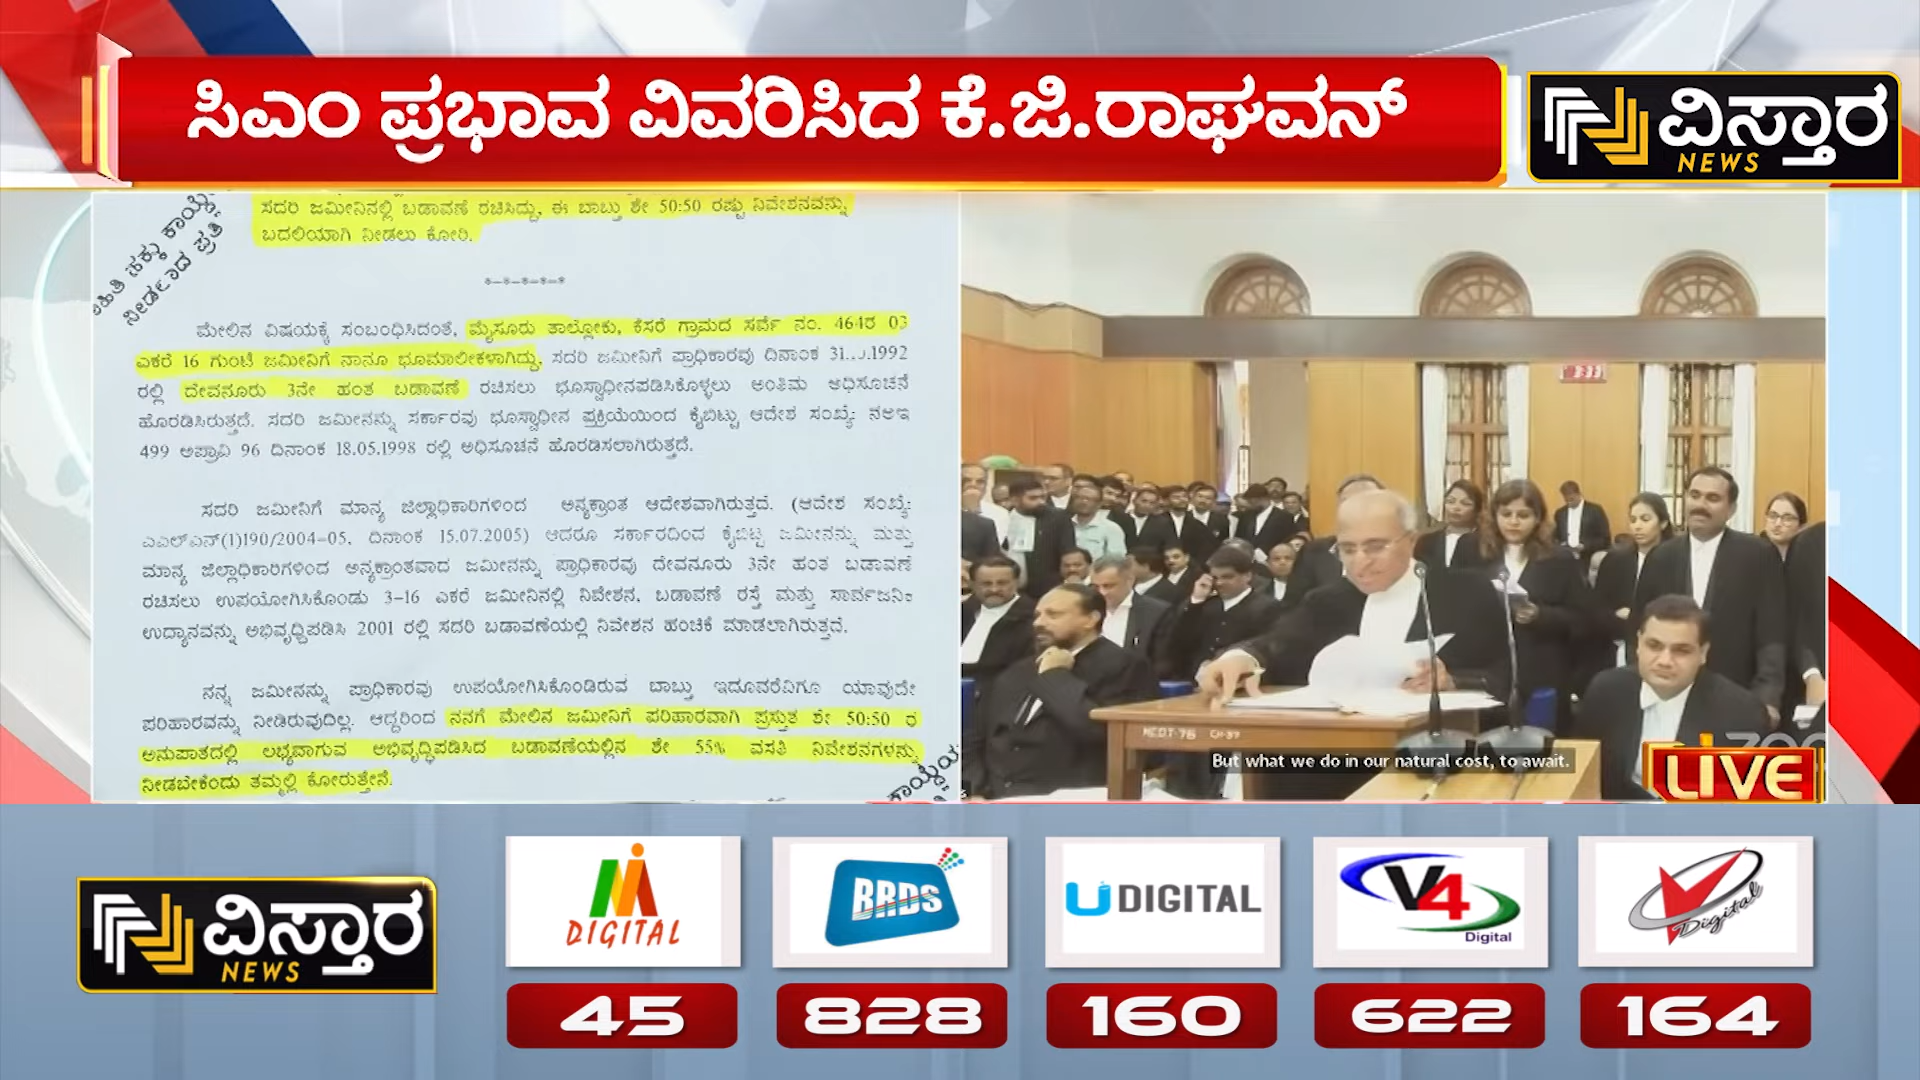 ಸಿಎಂ ಪ್ರಭಾವ ವಿವರಿಸಿದ ಕೆ.ಜಿ.ರಾಘವನ್
ವಿಸ್ತಾರ
NEWS
ಸದರಿ ಜಮೀನಿನಲ್ಲಿ ಬಡಾವಣೆ ರಚಿಸಿದ್ದು, ಈ ಬಾಬ್ತು ಶೇ 50:50 ರಷ್ಟು ನಿವೇಶನವನ್ನು
ಬದಲಿಯಾಗಿ ನೀಡಲು ಕೋರಿ.
ಹಕ್ಕು
ಪ್ರತಿ
*-*-*-*-*
ಮೇಲಿನ ವಿಷಯಕ್ಕೆ ಸಂಬಂಧಿಸಿದಂತೆ, ಮೈಸೂರು ತಾಲ್ಲೋಕು, ಕೆಸರೆ ಗ್ರಾಮದ ಸರ್ವೆ ನಂ. 464ರ 03
ಎಕರೆ 16 ಗುಂಟೆ ಜಮೀನಿಗೆ ನಾನೂ ಭೂಮಾಲೀಕಳಾಗಿದ್ದು, ಸದರಿ ಜಮೀನಿಗೆ ಪ್ರಾಧಿಕಾರವು ದಿನಾಂಕ
ರಲ್ಲಿ ದೇವನೂರು 3ನೇ ಹಂತ ಬಡಾವಣೆ ರಚಿಸಲು ಭೂಸ್ವಾಧೀನಪಡಿಸಿಕೊಳ್ಳಲು ಅಂತಿಮ ಅಧಿಸೂಚನೆ
ಹೊರಡಿಸಿರುತ್ತದೆ. ಸದರಿ ಜಮೀನನ್ನು ಸರ್ಕಾರವು ಭೂಸ್ವಾಧೀನ ಪ್ರಕ್ರಿಯೆಯಿಂದ ಕೈಬಿಟ್ಟು ಆದೇಶ ಸಂಖ್ಯೆ: ನಅಇ
499 ಅಪ್ರಾವಿ 96 ದಿನಾಂಕ 18.05.1998 ರಲ್ಲಿ ಅಧಿಸೂಚನೆ ಹೊರಡಿಸಲಾಗಿರುತ್ತದೆ.
ಸದರಿ ಜಮೀನಿಗೆ ಮಾನ್ಯ ಜಿಲ್ಲಾಧಿಕಾರಿಗಳಿಂದ ಅನ್ಯಕ್ರಾಂತ ಆದೇಶವಾಗಿರುತ್ತದೆ. (ಆದೇಶ ಸಂಖ್ಯೆ:
ಎಎಲ್ಎನ್(1)190/2004-05, ದಿನಾಂಕ 15.07.2005) ಆದರೂ ಸರ್ಕಾರದಿಂದ ಕೈಬಿಟ್ಟ ಜಮೀನನ್ನು ಮತ್ತು
ಮಾನ್ಯ ಜಿಲ್ಲಾಧಿಕಾರಿಗಳಿಂದ ಅನ್ಯಕ್ರಾಂತವಾದ ಜಮೀನನ್ನು ಪ್ರಾಧಿಕಾರವು ದೇವನೂರು 3ನೇ ಹಂತ ಬಡಾವಣೆ
ರಚಿಸಲು ಉಪಯೋಗಿಸಿಕೊಂಡು 3-16 ಎಕರೆ ಜಮೀನಿನಲ್ಲಿ ನಿವೇಶನ, ಬಡಾವಣೆ ರಸ್ತೆ ಮತ್ತು ಸಾರ್ವಜನಿಕ
ಉದ್ಯಾನವನ್ನು ಅಭಿವೃದ್ಧಿಪಡಿಸಿ 2001 ರಲ್ಲಿ ಸದರಿ ಬಡಾವಣೆಯಲ್ಲಿ ನಿವೇಶನ ಹಂಚಿಕೆ ಮಾಡಲಾಗಿರುತ್ತದೆ.
ನನ್ನ ಜಮೀನನ್ನು ಪ್ರಾಧಿಕಾರವು ಉಪಯೋಗಿಸಿಕೊಂಡಿರುವ ಬಾಬ್ತು ಇದೂವರೆವಿಗೂ ಯಾವುದೇ
ಪರಿಹಾರವನ್ನು ನೀಡಿರುವುದಿಲ್ಲ. ಆದ್ದರಿಂದ ನನಗೆ ಮೇಲಿನ ಜಮೀನಿಗೆ ಪರಿಹಾರವಾಗಿ ಪ್ರಸ್ತುತ ಶೇ 50:50 ರ
ಅನುಪಾತದಲ್ಲಿ ಲಭ್ಯವಾಗುವ ಅಭಿವೃದ್ಧಿಪಡಿಸಿದ ಬಡಾವಣೆಯಲ್ಲಿನ ಶೇ 55% ವಸತಿ ನಿವೇಶನಗಳನ್ನು
ನೀಡಬೇಕೆಂದು ತಮ್ಮಲ್ಲಿ ಕೋರುತ್ತೇನೆ.
But what we do in our natural cost, to await.
LIVE
ವಿಸ್ತಾರ
NEWS
DIGITAL
BRDS
U DIGITAL
V4
Digital
Digital
45
828
160
622
164